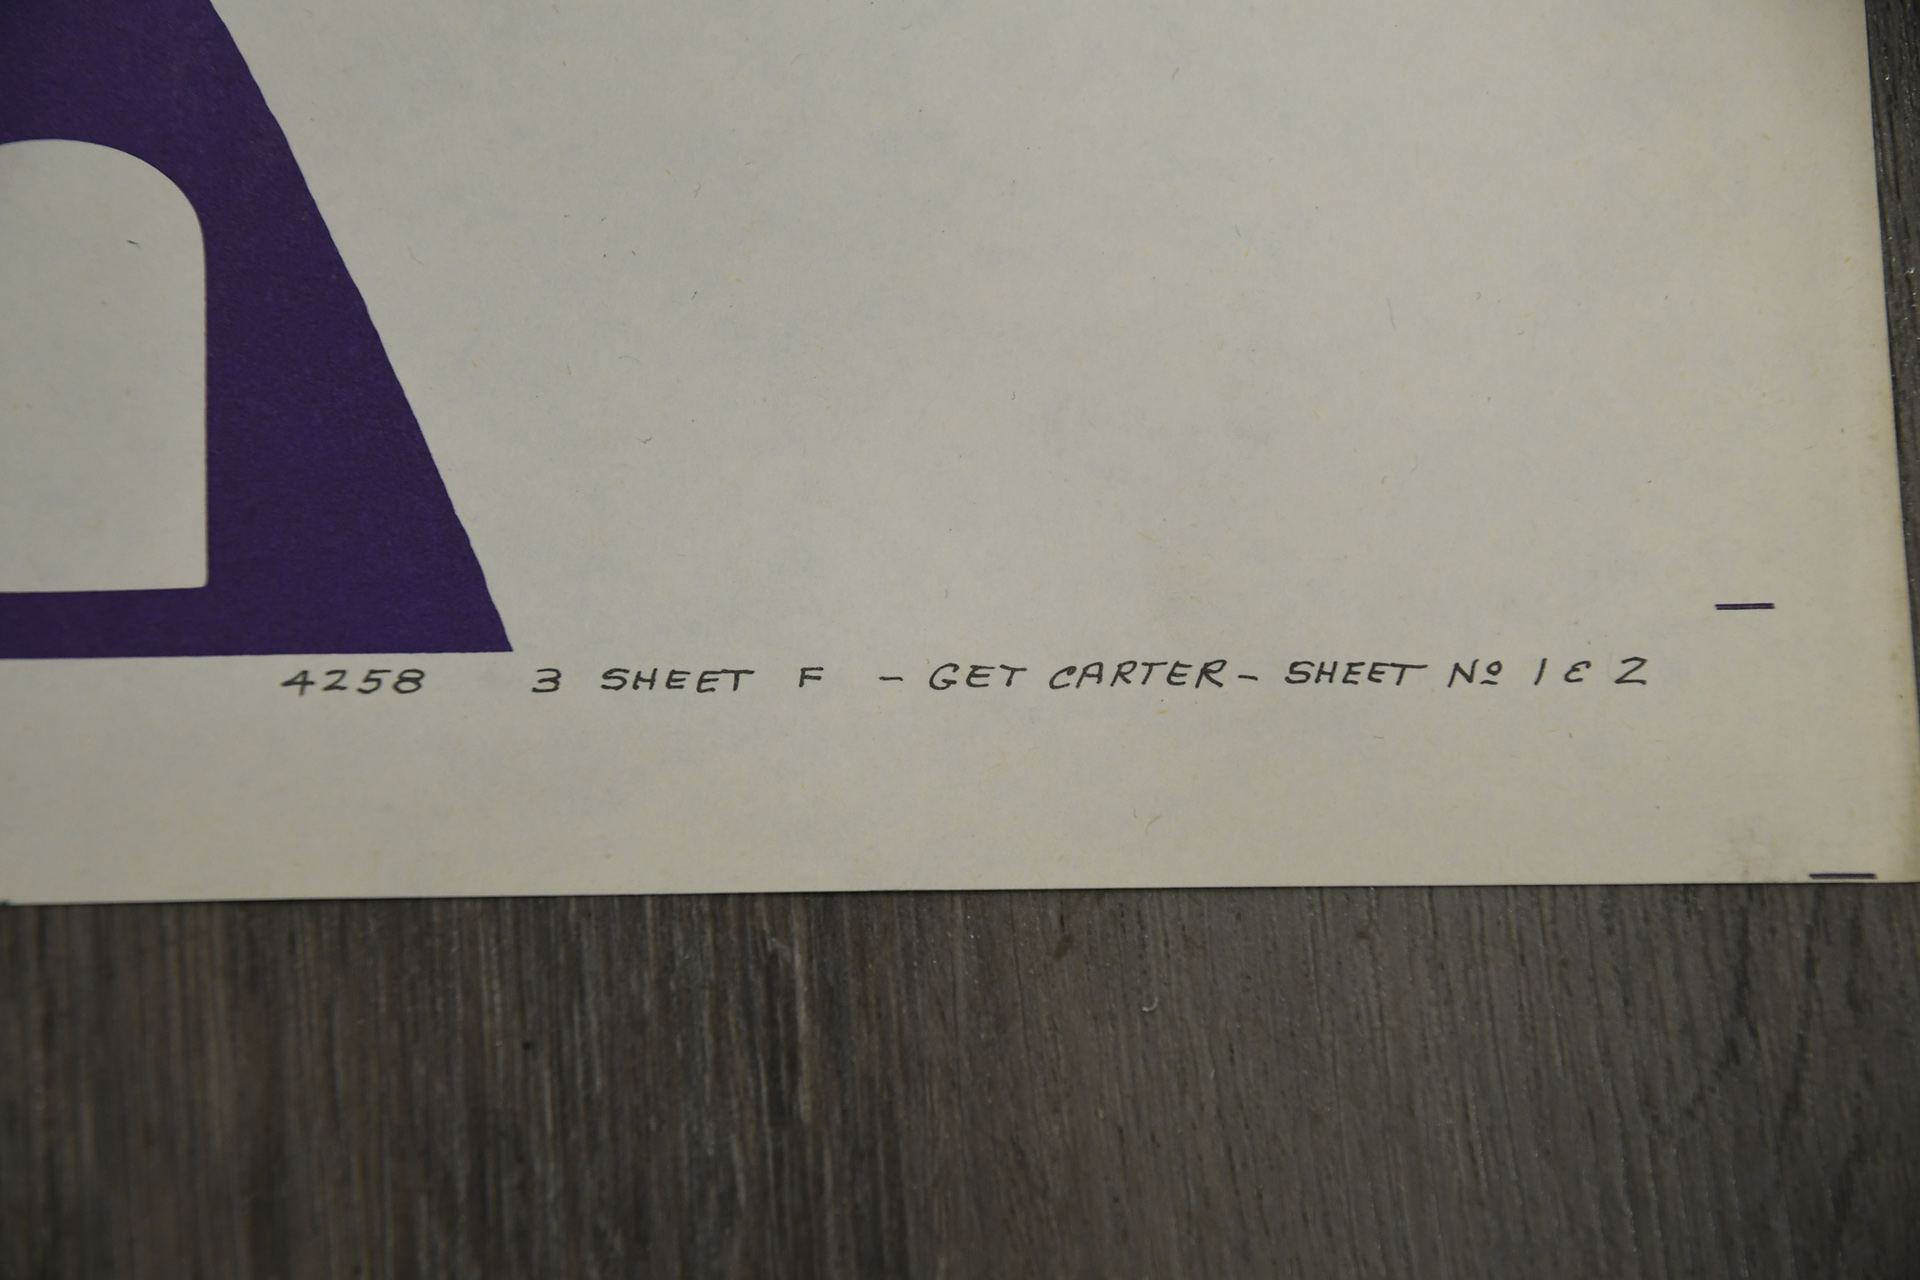 4258 3 SHEET F - GET CARTER - SHEET Nº 1 & 2